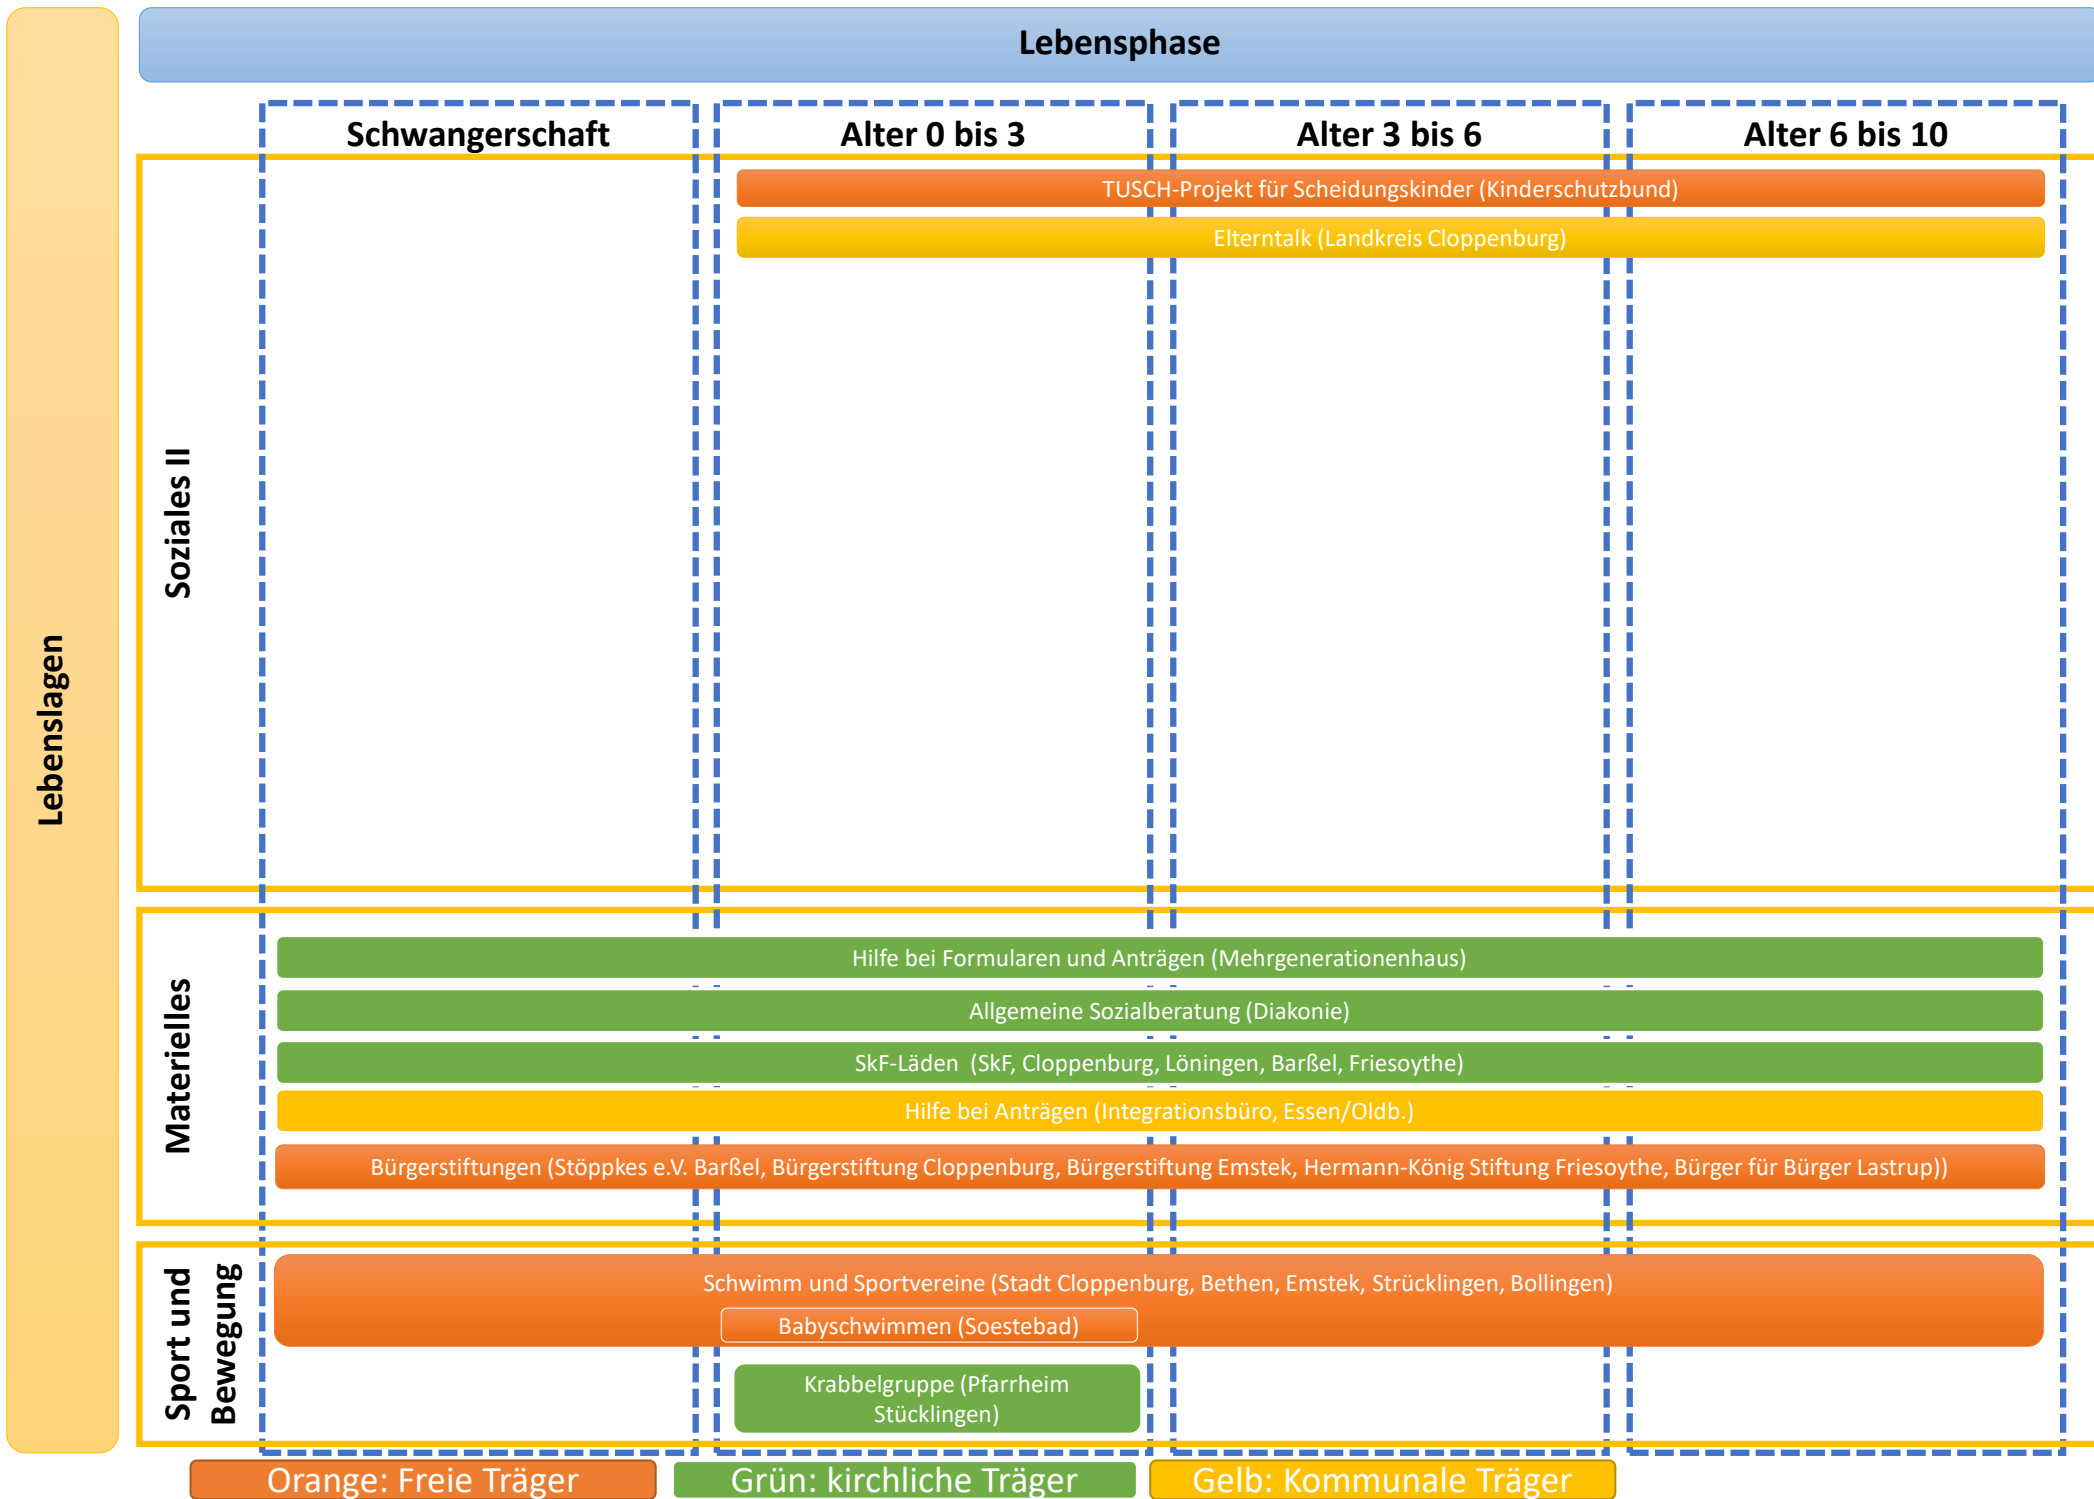 Lebensphase
Schwangerschaft
Alter 0 bis 3
Alter 3 bis 6
Alter 6 bis 10
Lebenslagen
Soziales II
TUSCH-Projekt für Scheidungskinder (Kinderschutzbund)
Elterntalk (Landkreis Cloppenburg)
Materielles
Hilfe bei Formularen und Anträgen (Mehrgenerationenhaus)
Allgemeine Sozialberatung (Diakonie)
SkF-Läden (SkF, Cloppenburg, Löningen, Barßel, Friesoythe)
Hilfe bei Anträgen (Integrationsbüro, Essen/Oldb.)
Bürgerstiftungen (Stöppkes e.V. Barßel, Bürgerstiftung Cloppenburg, Bürgerstiftung Emstek, Hermann-König Stiftung Friesoythe, Bürger für Bürger Lastrup))
Sport und
Bewegung
Schwimm und Sportvereine (Stadt Cloppenburg, Bethen, Emstek, Strücklingen, Bollingen)
Babyschwimmen (Soestebad)
Krabbelgruppe (Pfarrheim
Stücklingen)
Orange: Freie Träger
Grün: kirchliche Träger
Gelb: Kommunale Träger